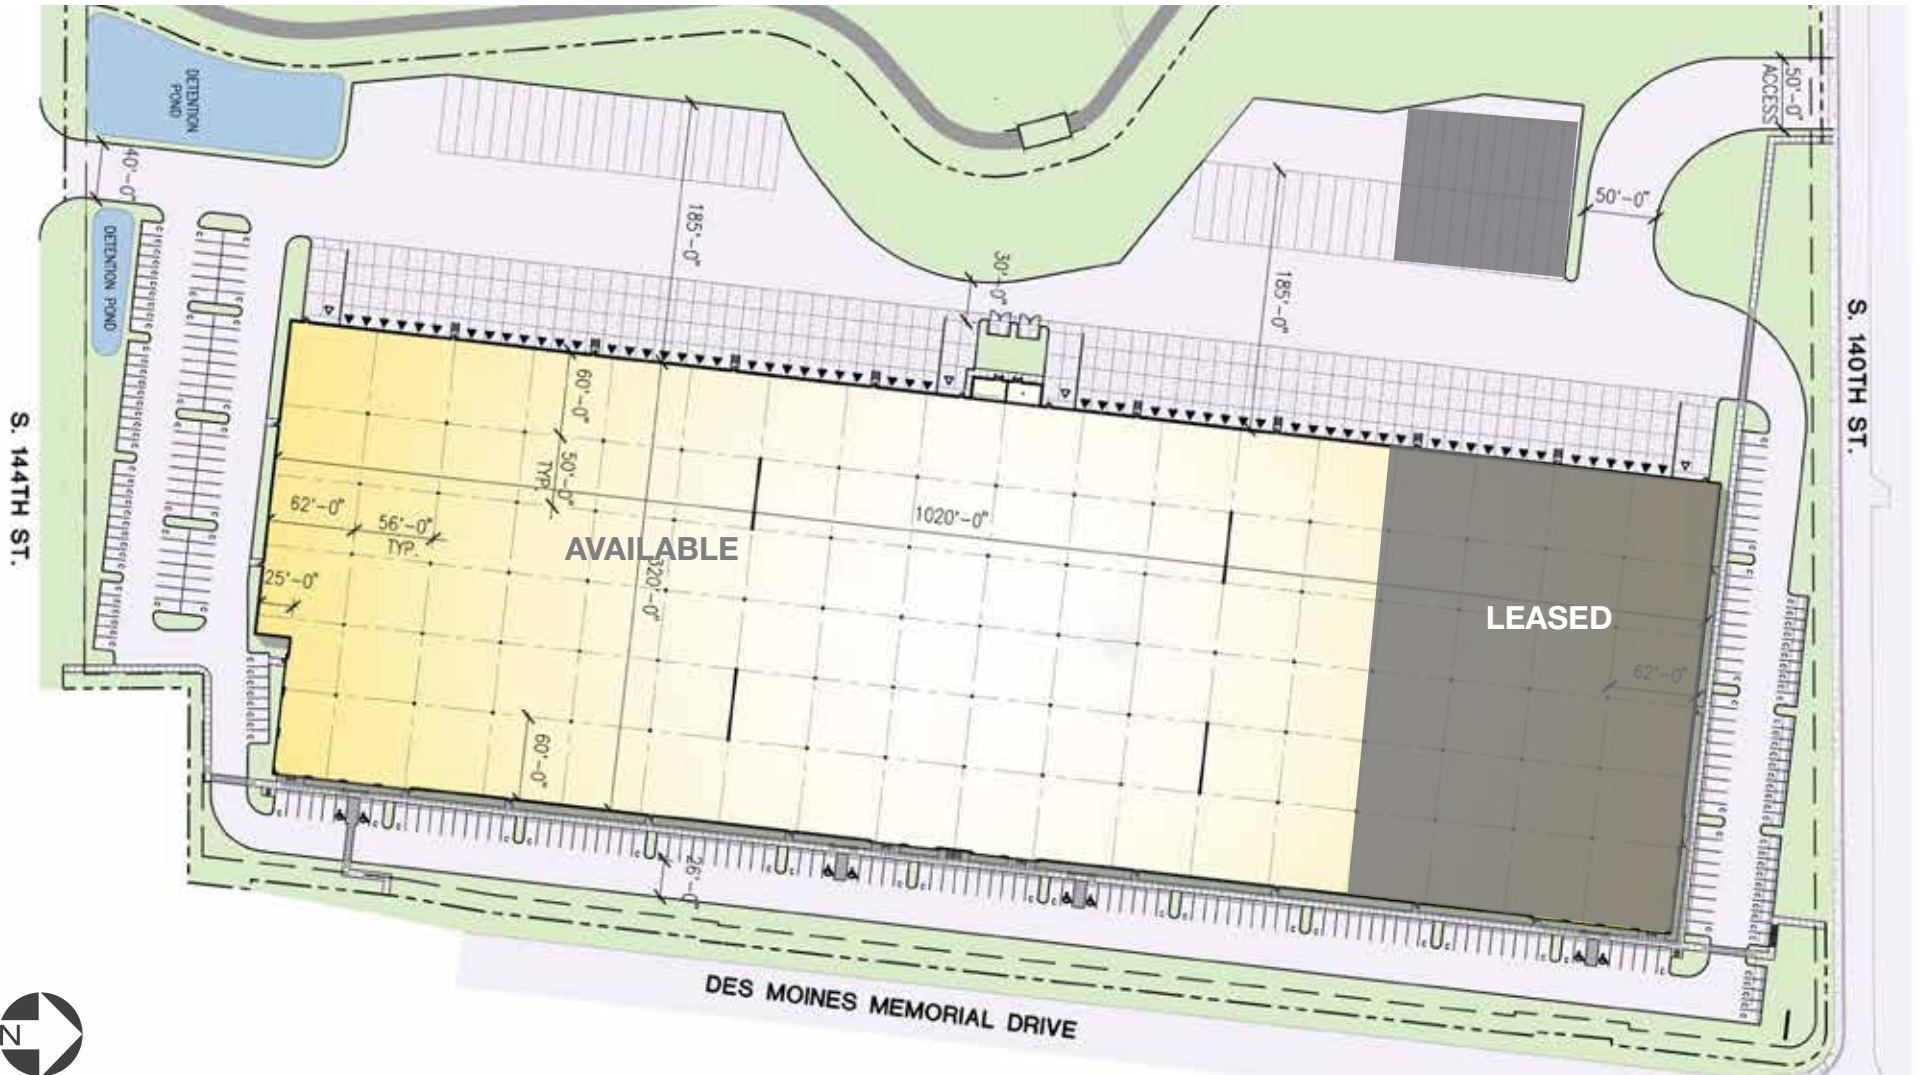 DETENTION
POND
50'-0"
ACCESS
40'-0"
185'-0"
50'-0"
DETENTION POND
30'-0"
185'-0"
S. 140TH ST.
60'-0"
50'-0"
TYP.
S. 144TH ST.
62'-0"
56'-0"
TYP.
1020'-0"
AVAILABLE
320'-0"
25'-0"
LEASED
62'-0"
60'-0"
26'-0"
DES MOINES MEMORIAL DRIVE
N